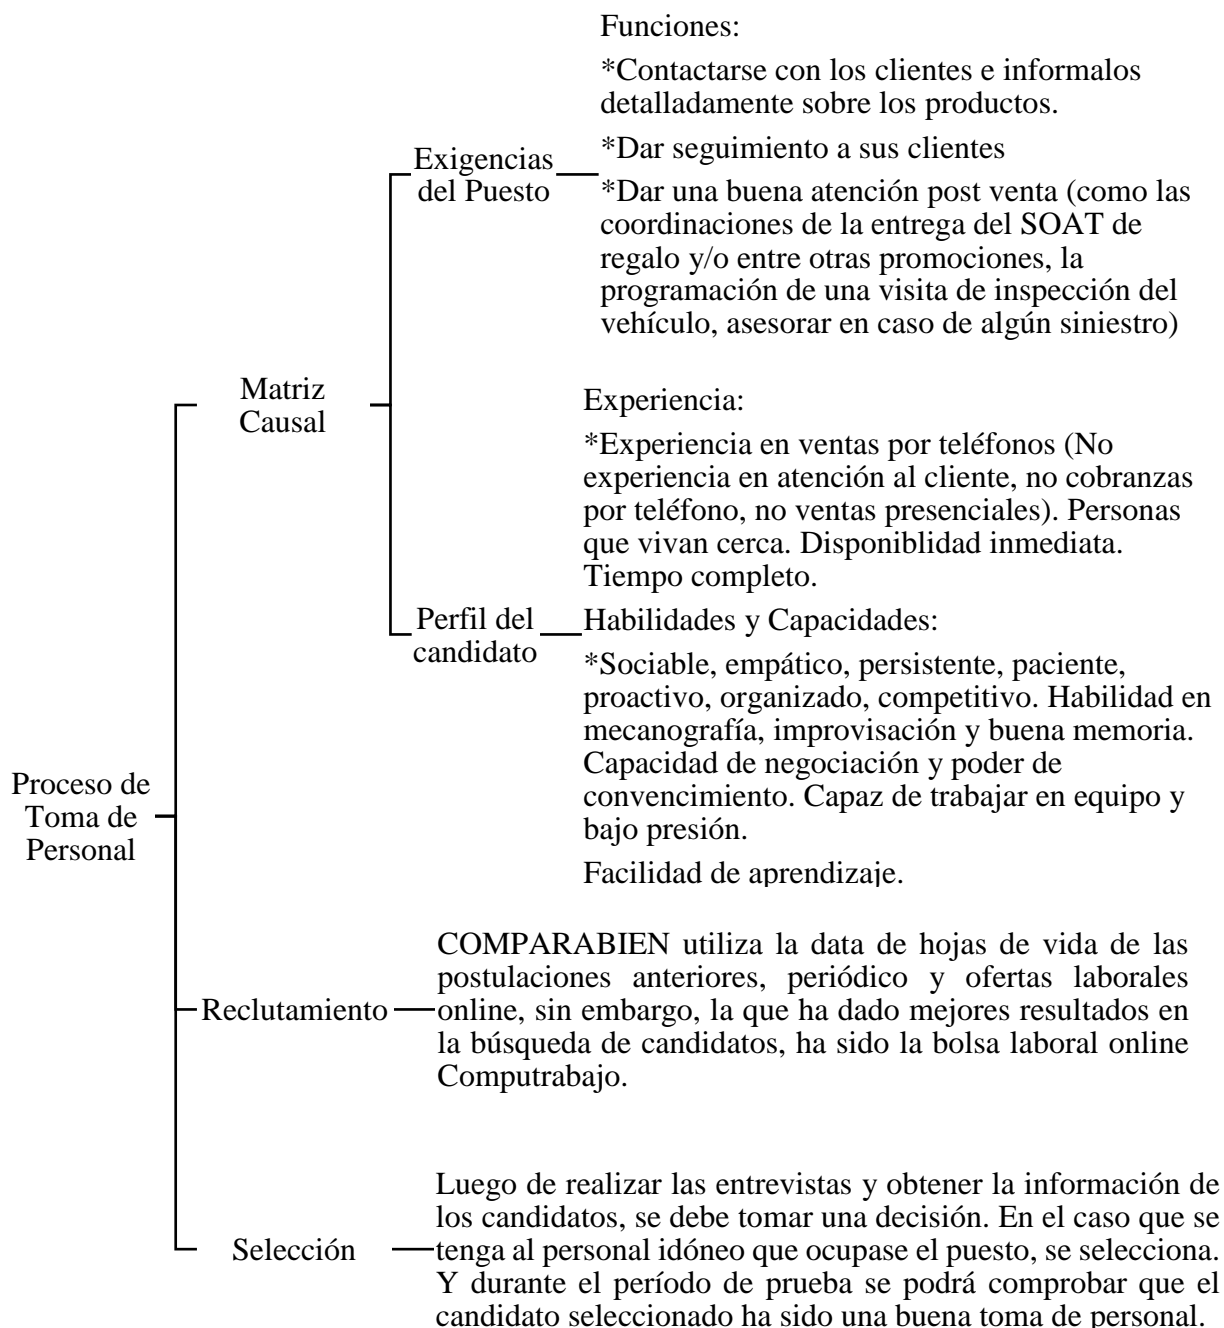 Proceso de
Toma de
Personal
Matriz
Causal
Exigencias
del Puesto
Funciones:
*Contactarse con los clientes e informalos
detalladamente sobre los productos.
*Dar seguimiento a sus clientes
*Dar una buena atención post venta (como las
coordinaciones de la entrega del SOAT de
regalo y/o entre otras promociones, la
programación de una visita de inspección del
vehículo, asesorar en caso de algún siniestro)
Perfil del
candidato
Experiencia:
*Experiencia en ventas por teléfonos (No
experiencia en atención al cliente, no cobranzas
por teléfono, no ventas presenciales). Personas
que vivan cerca. Disponiblidad inmediata.
Tiempo completo.
Habilidades y Capacidades:
*Sociable, empático, persistente, paciente,
proactivo, organizado, competitivo. Habilidad en
mecanografía, improvisación y buena memoria.
Capacidad de negociación y poder de
convencimiento. Capaz de trabajar en equipo y
bajo presión.
Facilidad de aprendizaje.
Reclutamiento
COMPARABIEN utiliza la data de hojas de vida de las
postulaciones anteriores, periódico y ofertas laborales
online, sin embargo, la que ha dado mejores resultados en
la búsqueda de candidatos, ha sido la bolsa laboral online
Computrabajo.
Selección
Luego de realizar las entrevistas y obtener la información de
los candidatos, se debe tomar una decisión. En el caso que se
tenga al personal idóneo que ocupase el puesto, se selecciona.
Y durante el período de prueba se podrá comprobar que el
candidato seleccionado ha sido una buena toma de personal.